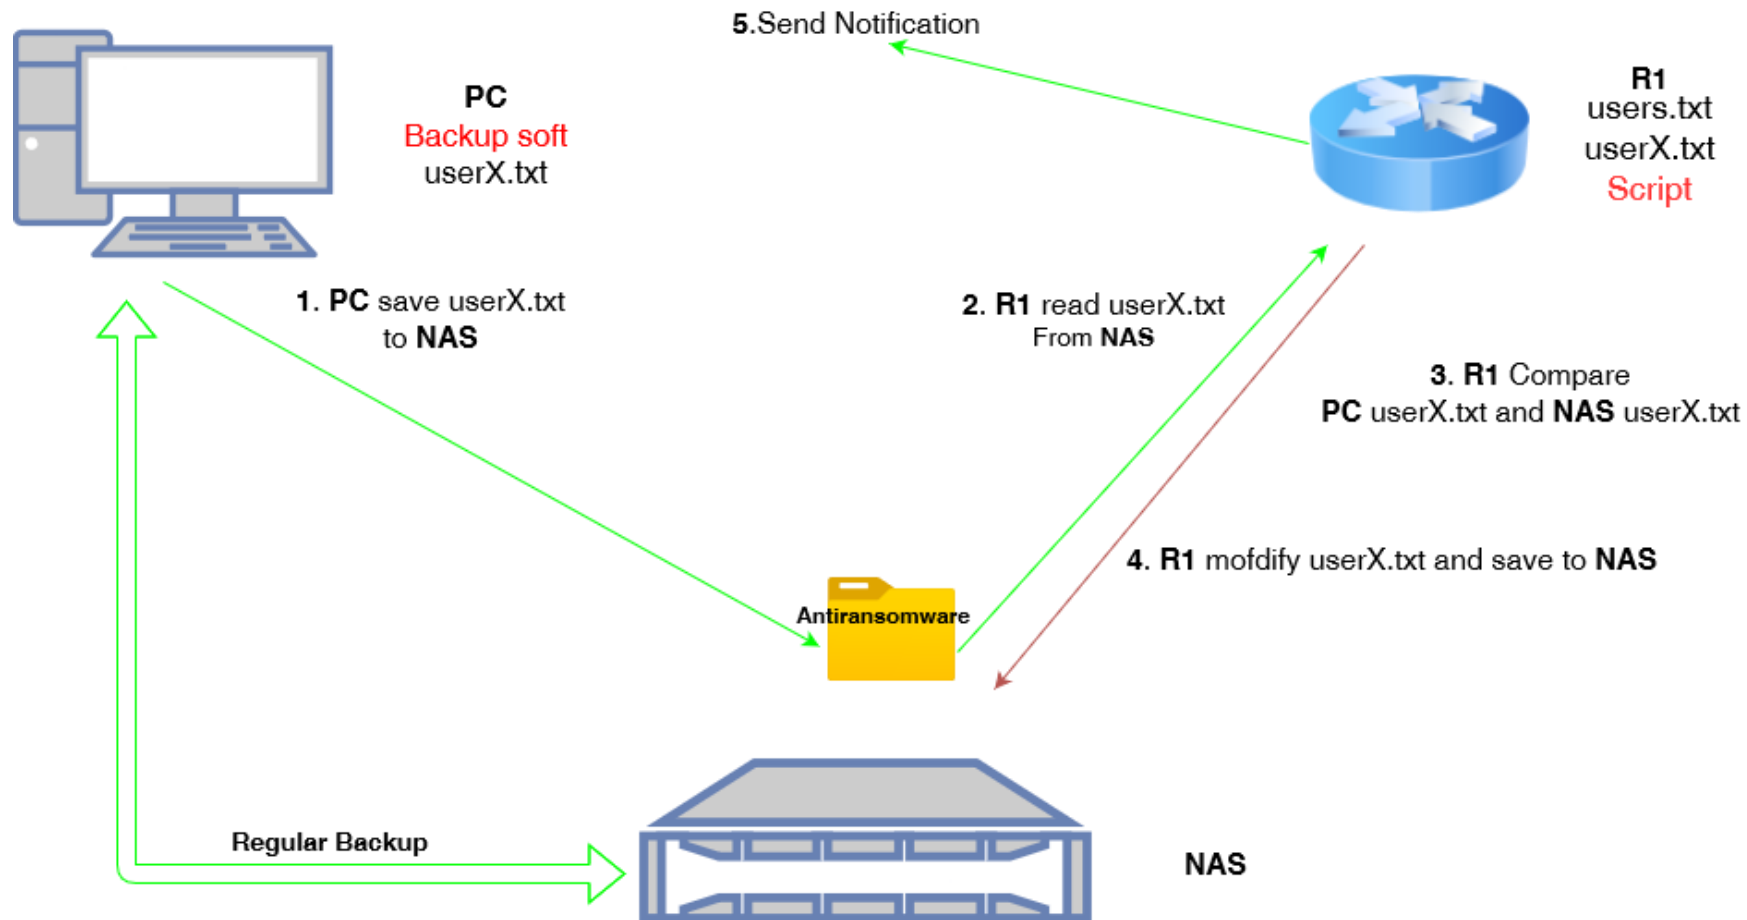 5.Send Notification
PC
Backup soft
userX.txt
R1
users.txt
userX.txt
Script
1. PC save userX.txt
to NAS
2. R1 read userX.txt
From NAS
3. R1 Compare
PC userX.txt and NAS userX.txt
4. R1 mofdify userX.txt and save to NAS
Antiransomware
Regular Backup
NAS